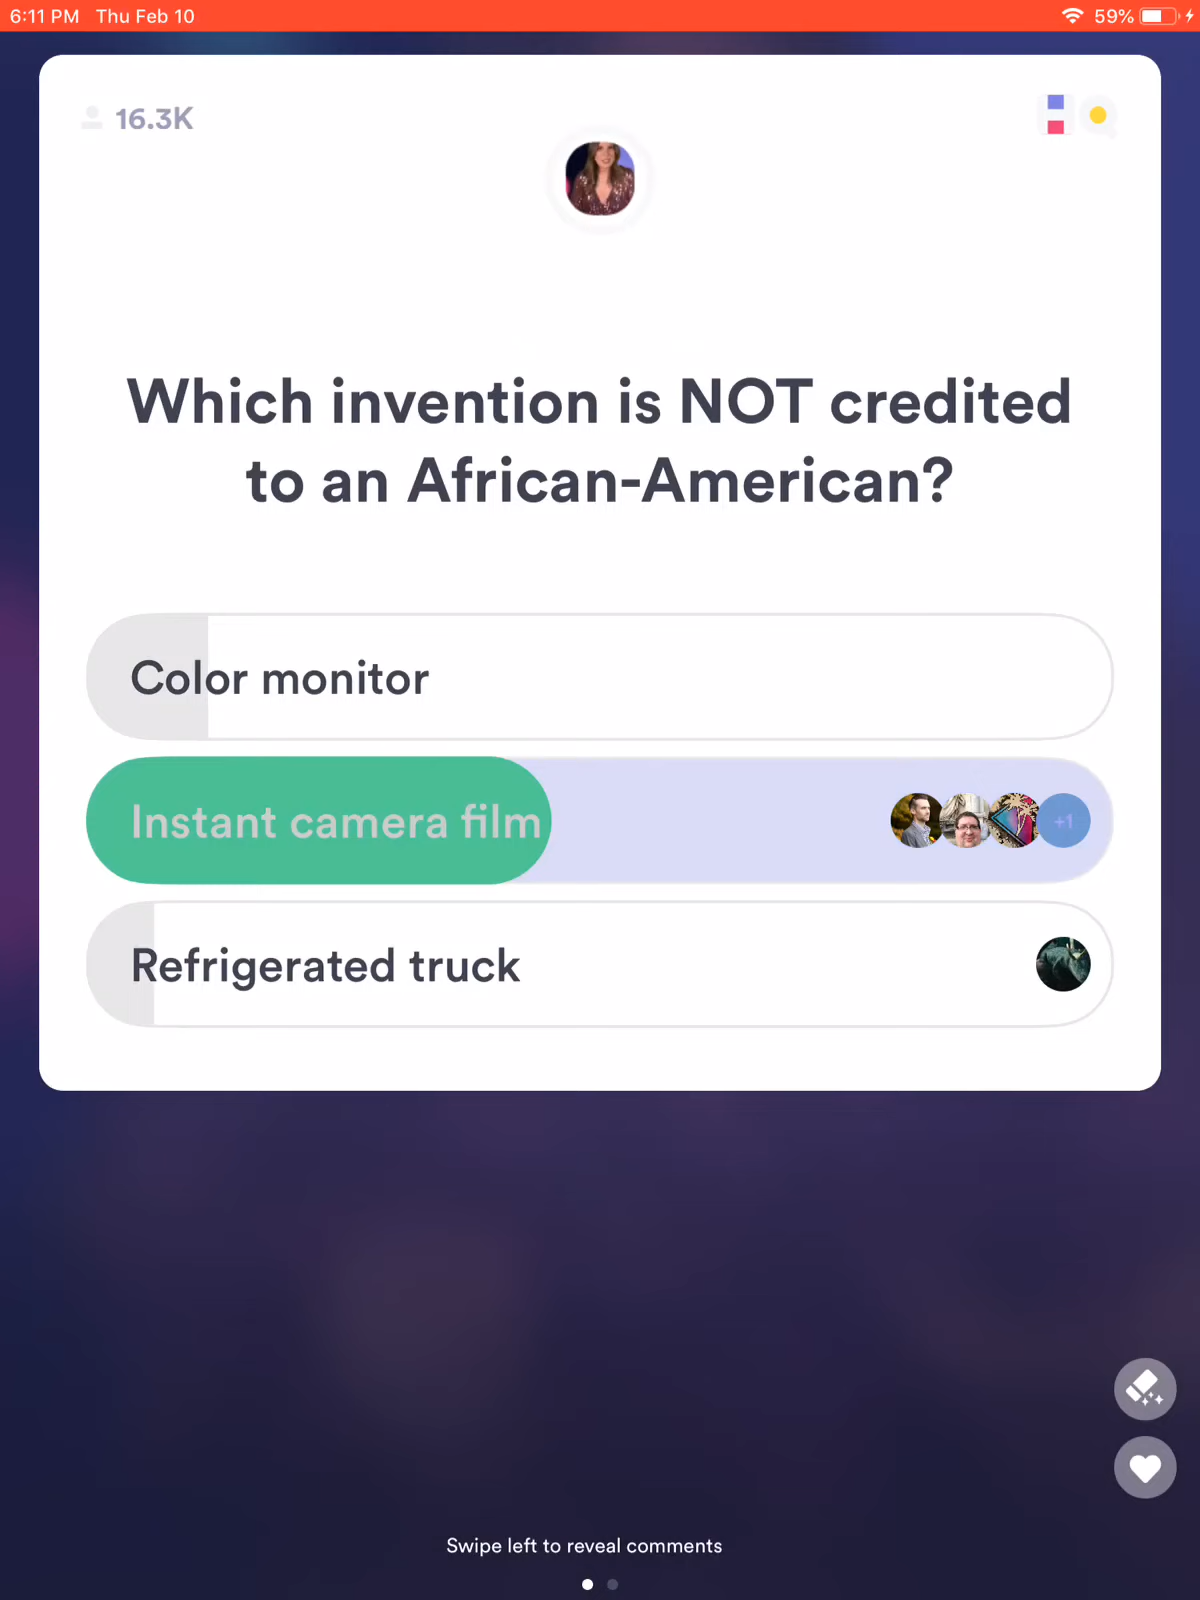 6:11 PM Thu Feb 10
59%
16.3K
Which invention is NOT credited
to an African-American?
Color monitor
Instant camera film
+1
Refrigerated truck
Swipe left to reveal comments